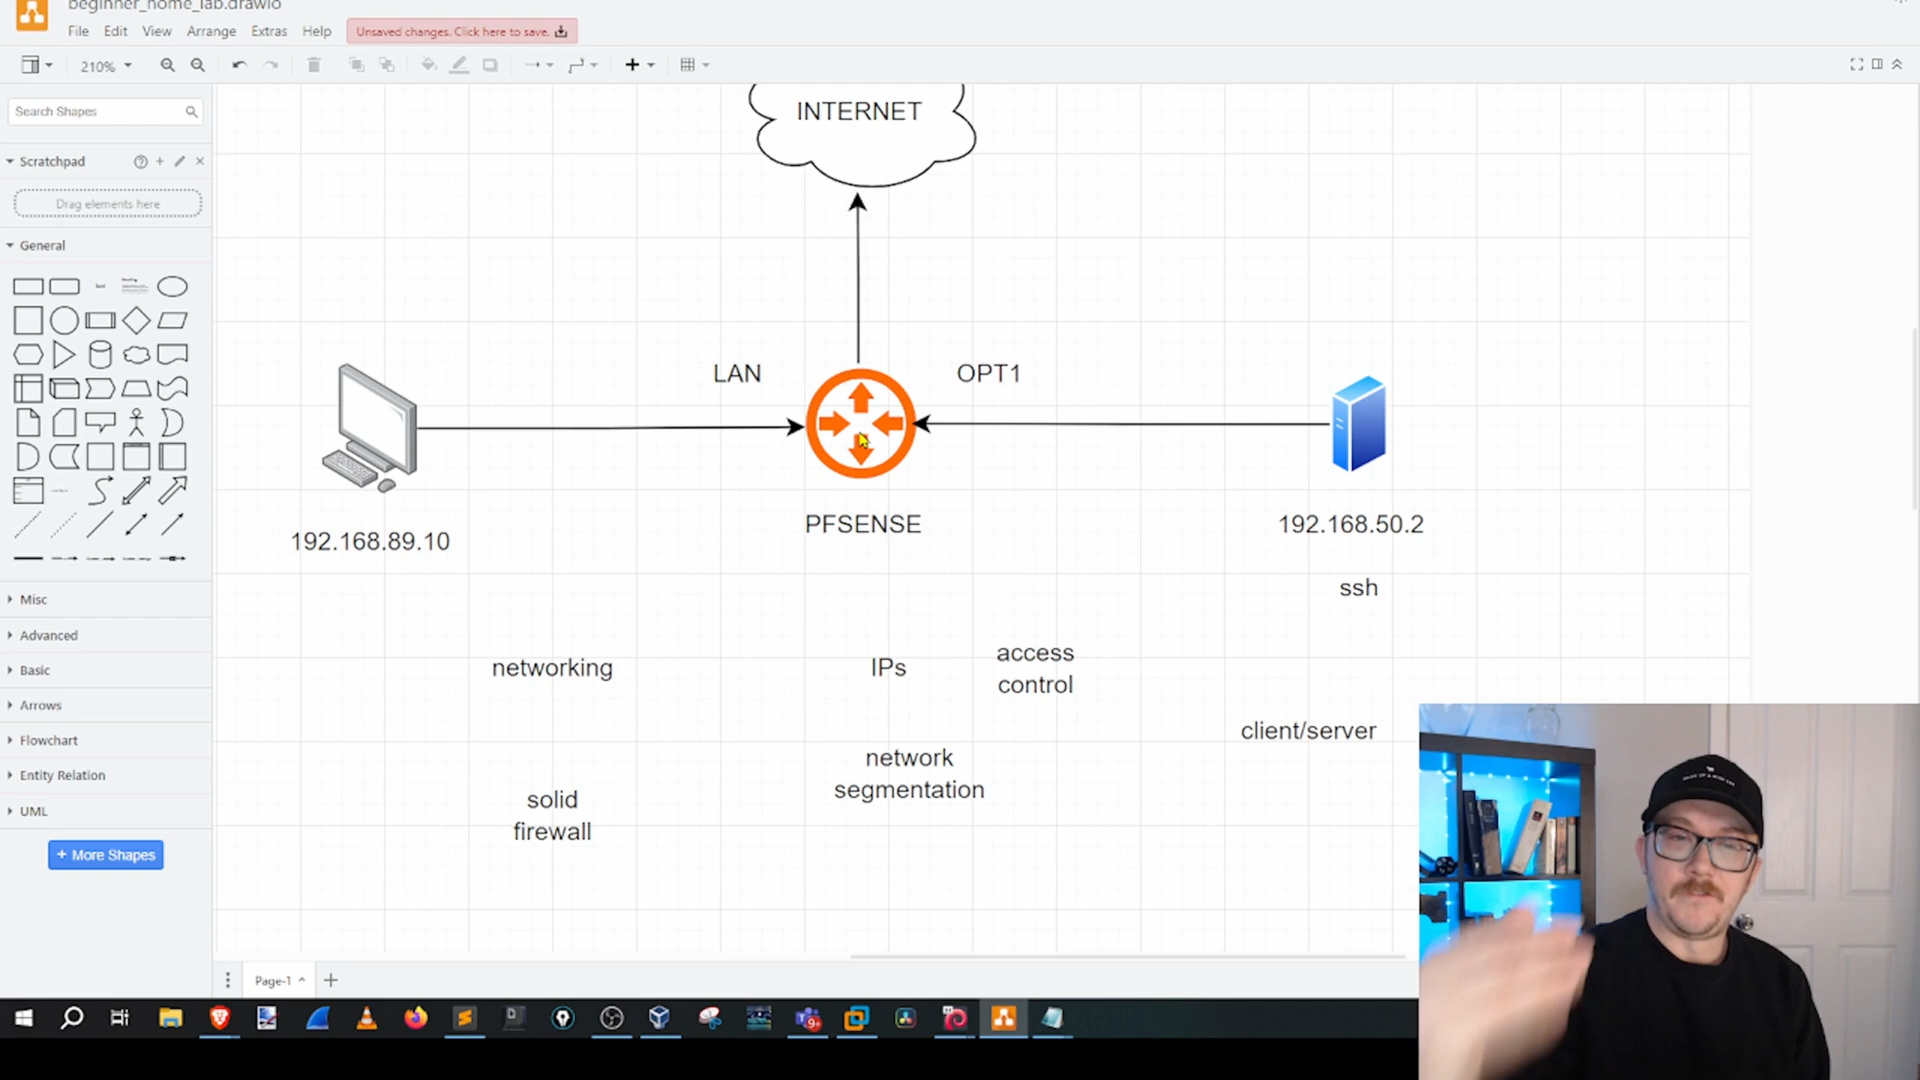 beginner_home_lab.drawio
File Edit View Arrange Extras Help Unsaved changes. Click here to save.
210%
Search Shapes
Scratchpad
Drag elements here
General
Misc
Advanced
Basic
Arrows
Flowchart
Entity Relation
UML
+ More Shapes
INTERNET
LAN
OPT1
192.168.89.10
PFSENSE
192.168.50.2
ssh
networking
IPs
access
control
client/server
network
segmentation
solid
firewall
Page-1